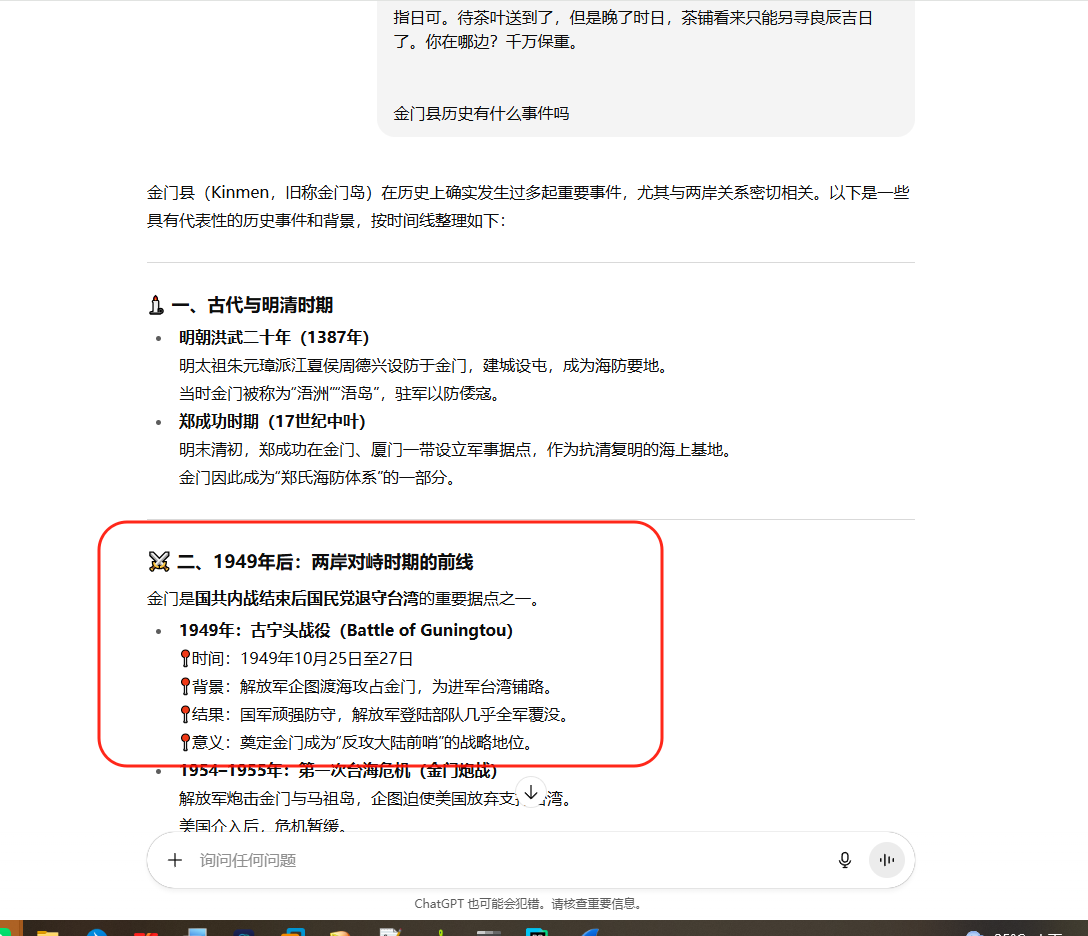 指日可。待茶叶送到了，但是晚了时日，茶铺看来只能另寻良辰吉日
了。你在哪边？千万保重。
金门县历史有什么事件吗
金门县（Kinmen，旧称金门岛）在历史上确实发生过多起重要事件，尤其与两岸关系密切相关。以下是一些
具有代表性的历史事件和背景，按时间线整理如下：
一、古代与明清时期
明朝洪武二十年（1387年）
明太祖朱元璋派江夏侯周德兴设防于金门，建城设屯，成为海防要地。
当时金门被称为“浯洲”“浯岛”，驻军以防倭寇。
郑成功时期（17世纪中叶）
明末清初，郑成功在金门、厦门一带设立军事据点，作为抗清复明的海上基地。
金门因此成为“郑氏海防体系”的一部分。
二、1949年后：两岸对峙时期的前线
金门是国共内战结束后国民党退守台湾的重要据点之一。
1949年：古宁头战役（Battle of Guningtou）
时间：1949年10月25日至27日
背景：解放军企图渡海攻占金门，为进军台湾铺路。
结果：国军顽强防守，解放军登陆部队几乎全军覆没。
意义：奠定金门成为“反攻大陆前哨”的战略地位。
1954–1955年：第一次台海危机（金门炮战）
解放军炮击金门与马祖岛，企图迫使美国放弃支 湾。
美国介入后，危机暂缓。
询问任何问题
ChatGPT 也可能会犯错。请核查重要信息。